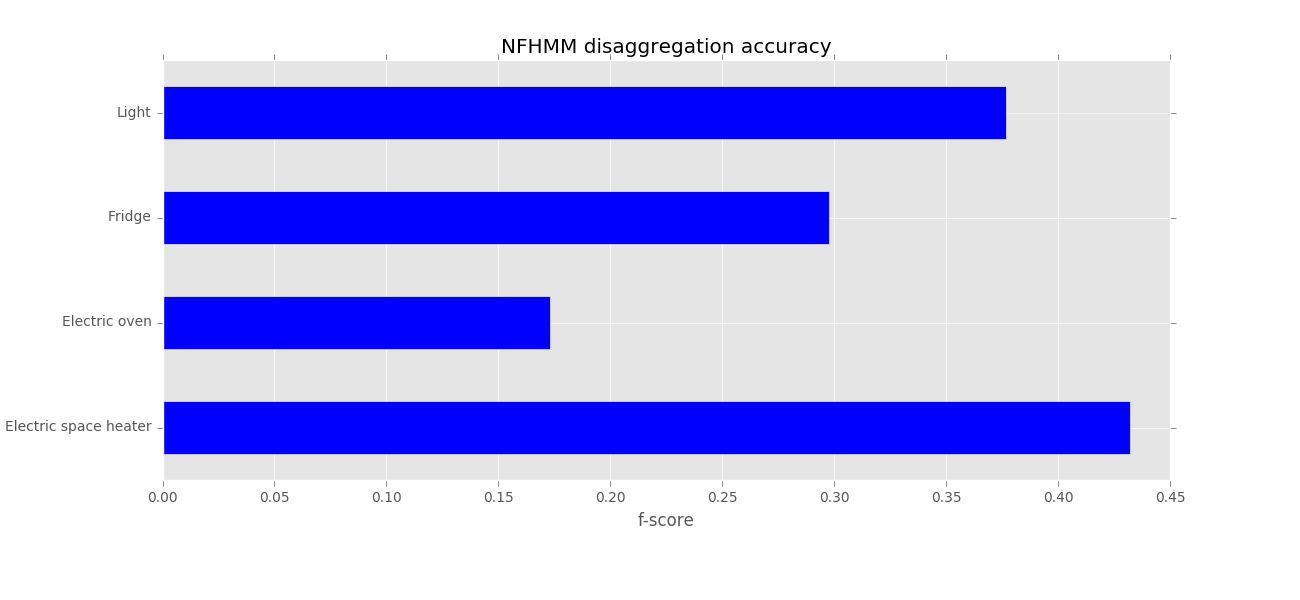 NFHMM disaggregation accuracy
Light
Fridge
Electric oven
Electric space heater
0.00 0.05 0.10 0.15 0.20 0.25 0.30 0.35 0.40 0.45
f-score